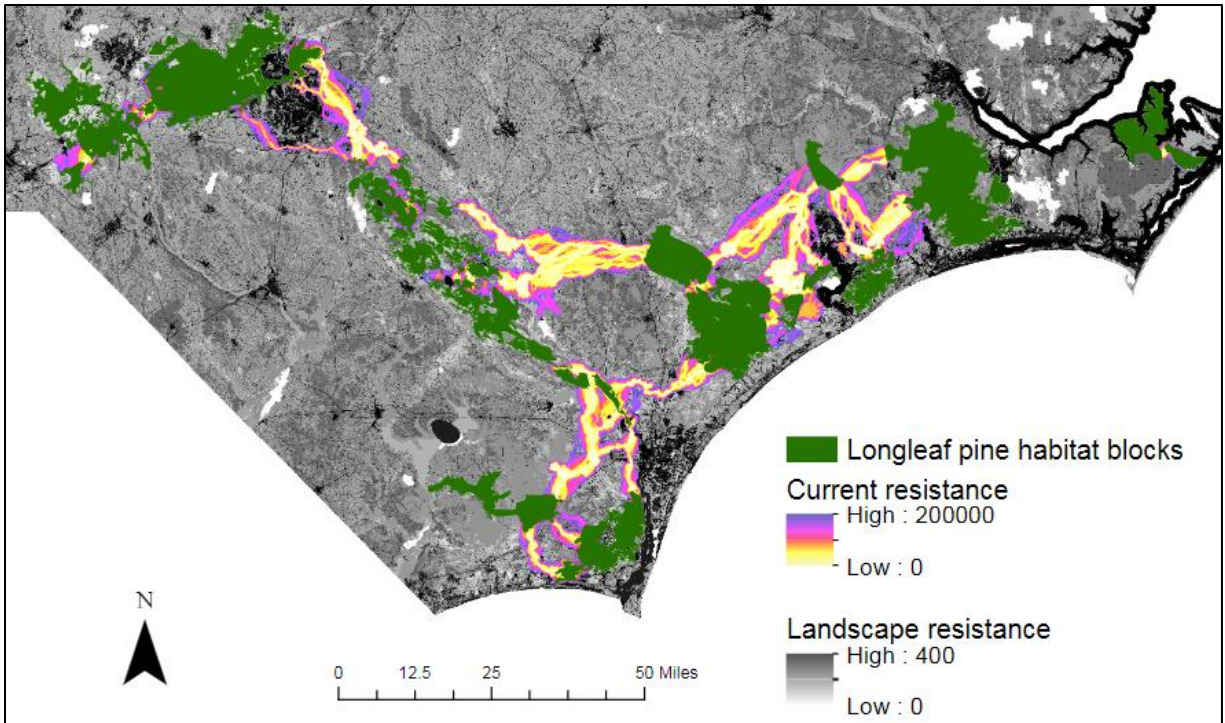 Longleaf pine habitat blocks
Current resistance
High : 200000
Low : 0
N
Landscape resistance
High : 400
Low : 0
0 12.5 25 50 Miles